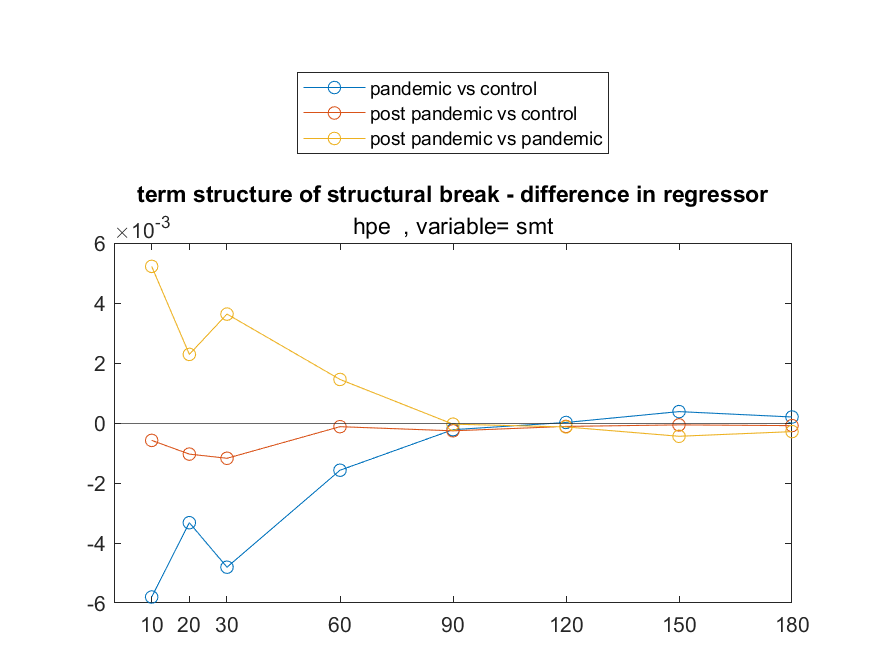 pandemic vs control
post pandemic vs control
post pandemic vs pandemic
term structure of structural break - difference in regressor
hpe , variable= smt
×10-3
6
4
2
0
-2
-4
-6
10 20 30 60 90 120 150 180